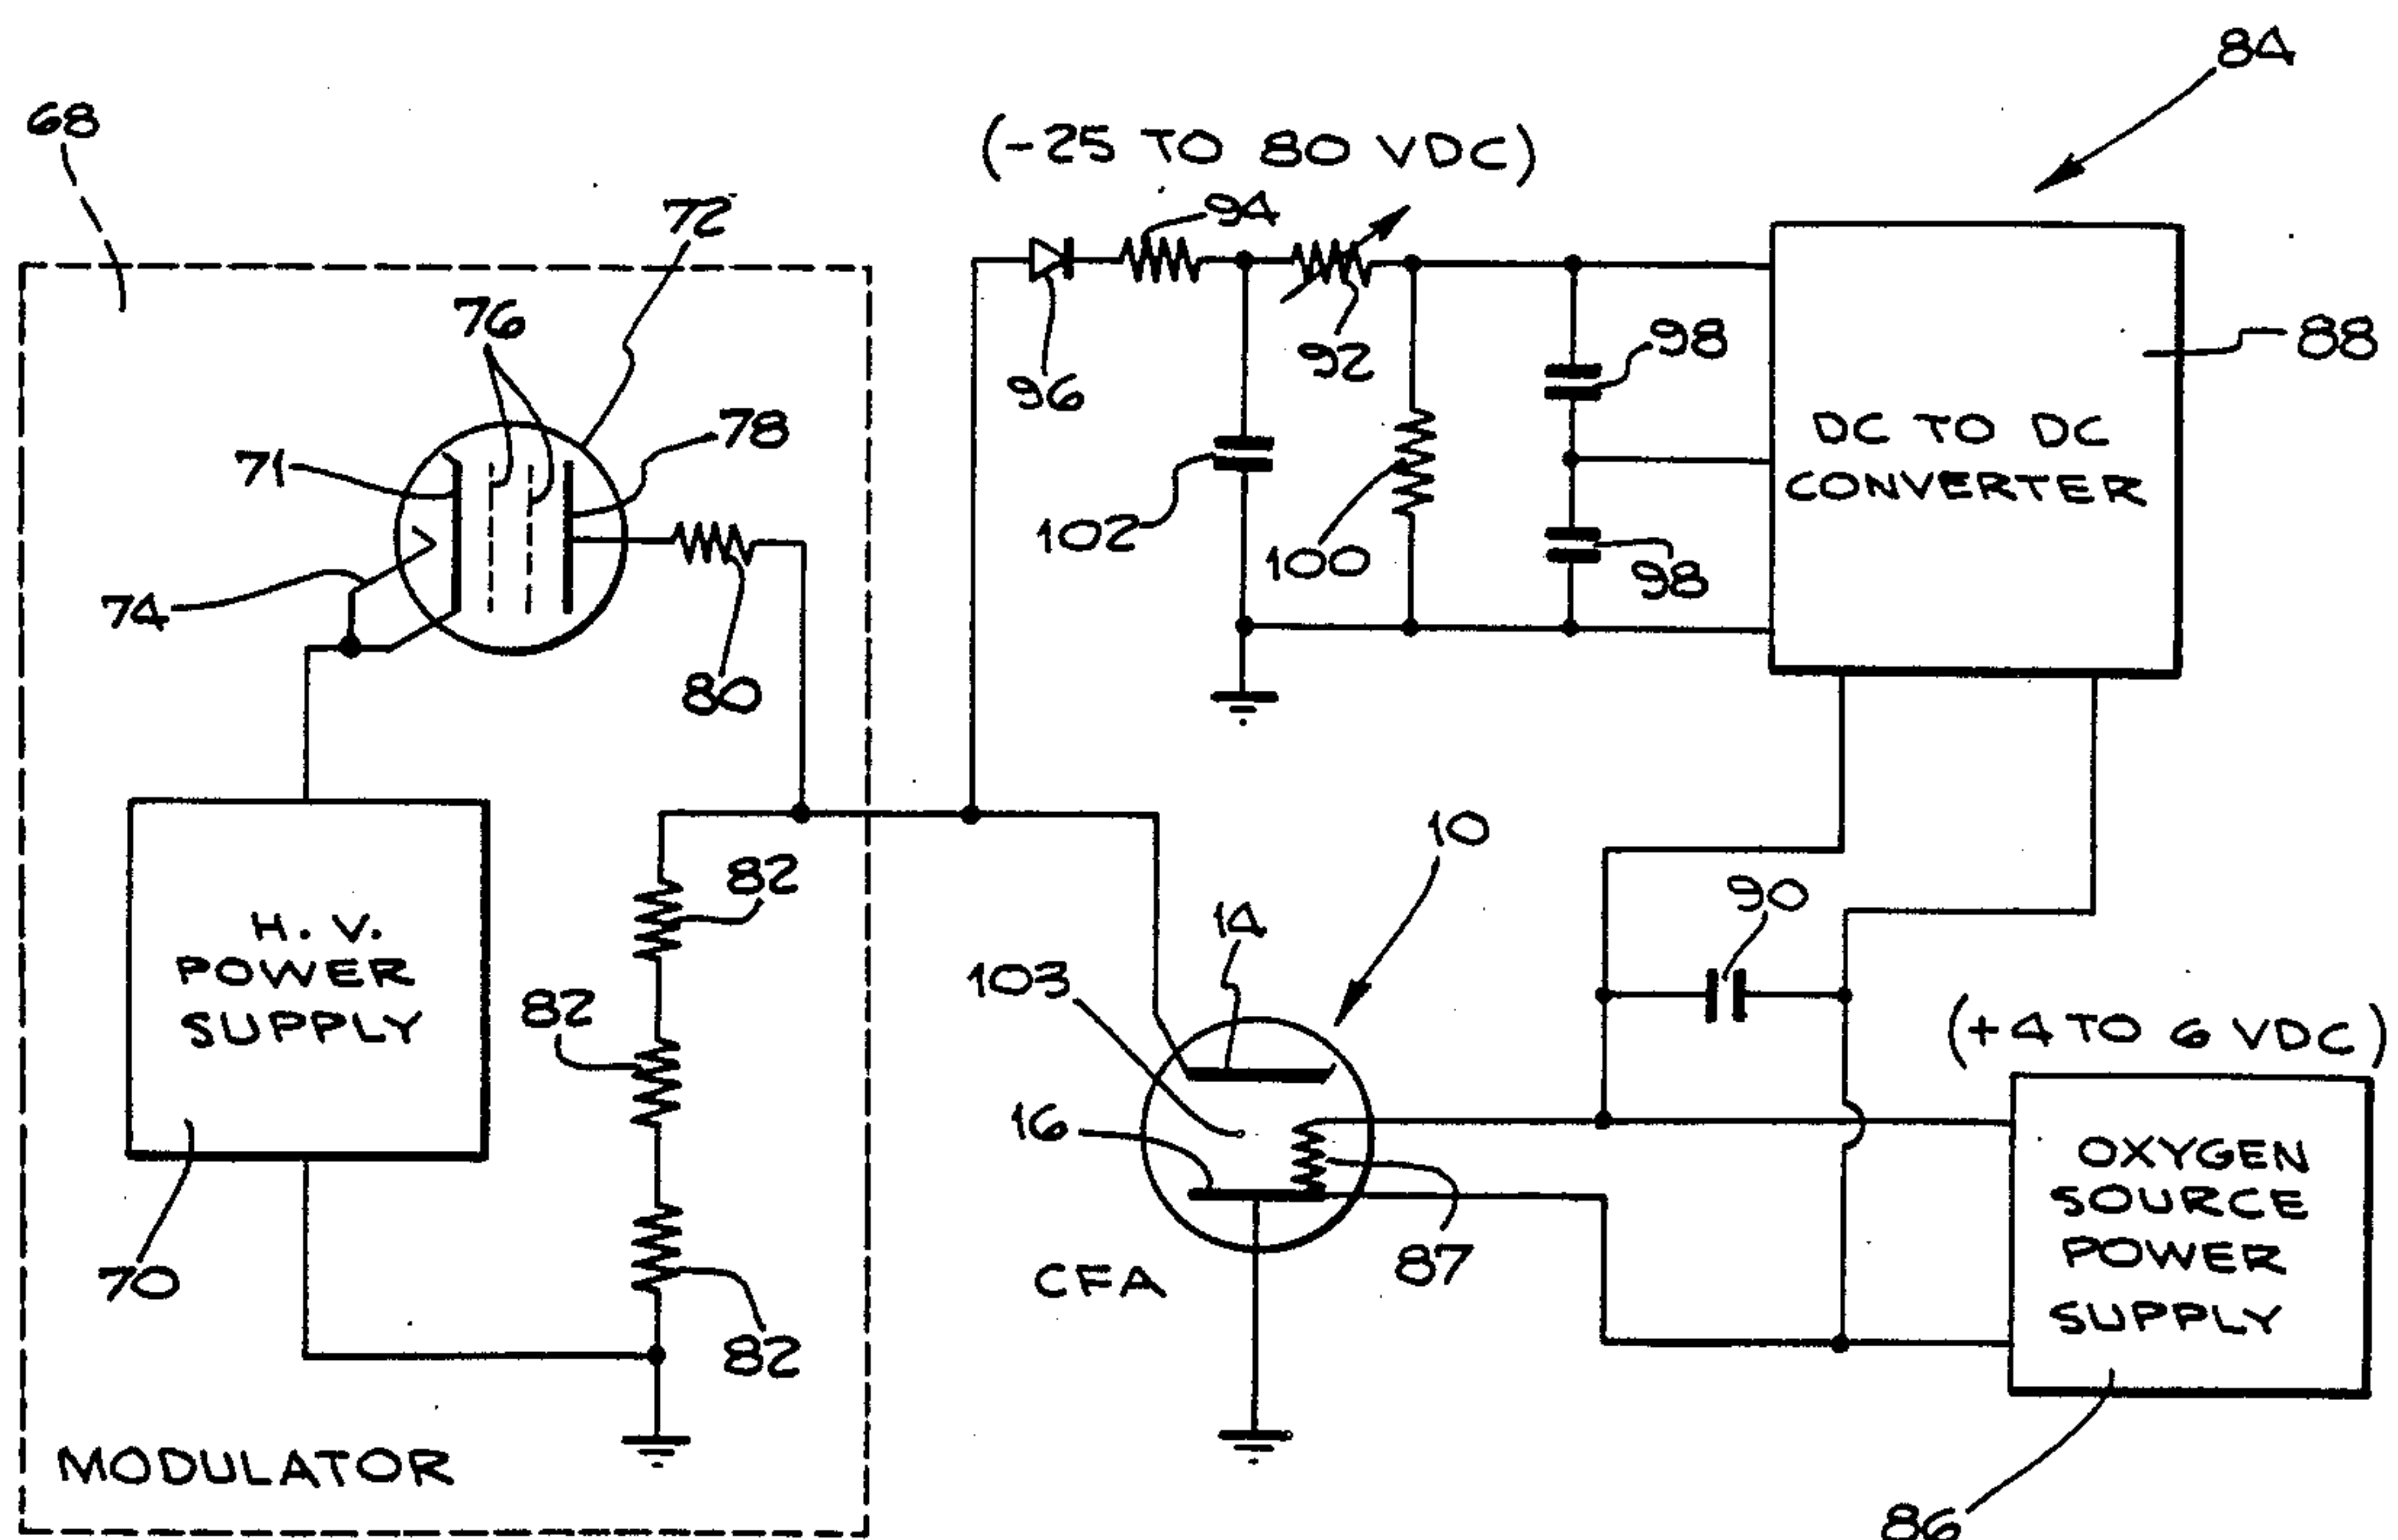 84
68
(-25 TO 80 VDC)
94
72
76
96
92
98
88
78
71
DC TO DC
CONVERTER
102
100
98
74
80
10
82
90
14
H. V.
POWER
SUPPLY
103
82
(+4 TO 6 VDC)
16
OXYGEN
SOURCE
POWER
SUPPLY
87
CFA
70
82
MODULATOR
86